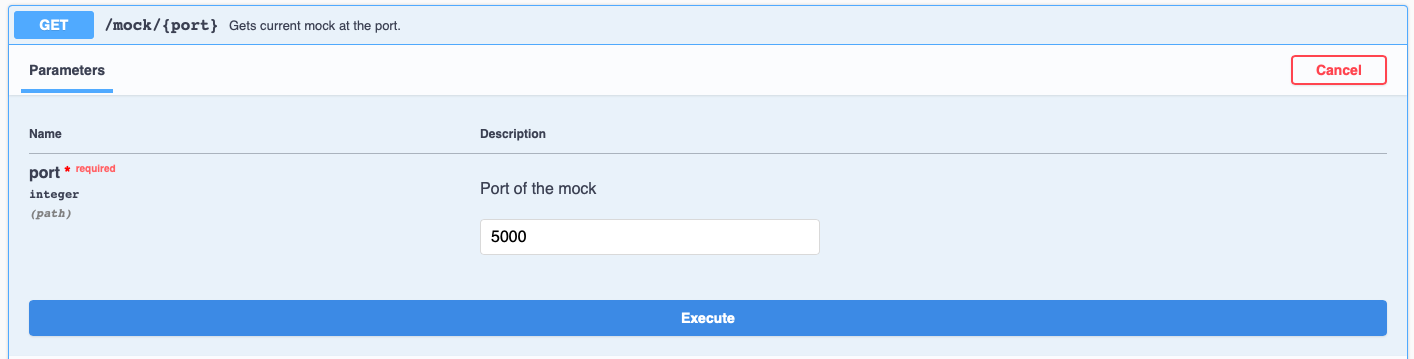 GET /mock/{port} Gets current mock at the port.
Parameters Cancel
Name Description
port * required
integer
(path)
Port of the mock
5000
Execute